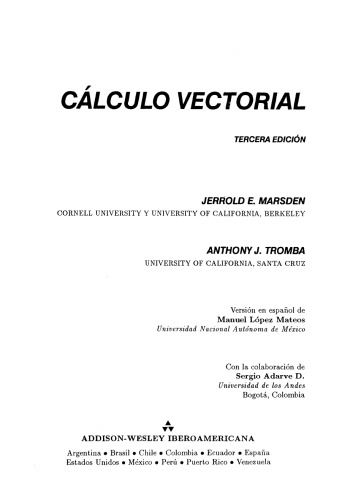 CÁLCULO VECTORIAL
TERCERA EDICIÓN
JERROLD E. MARSDEN
CORNELL UNIVERSITY Y UNIVERSITY OF CALIFORNIA, BERKELEY
ANTHONY J. TROMBA
UNIVERSITY OF CALIFORNIA, SANTA CRUZ
Versión en español de
Manuel López Mateos
Universidad Nacional Autónoma de México
Con la colaboración de
Sergio Adarve D.
Universidad de los Andes
Bogotá, Colombia
ADDISON-WESLEY IBEROAMERICANA
Argentina • Brasil • Chile • Colombia • Ecuador • España
Estados Unidos • México • Perú • Puerto Rico • Venezuela